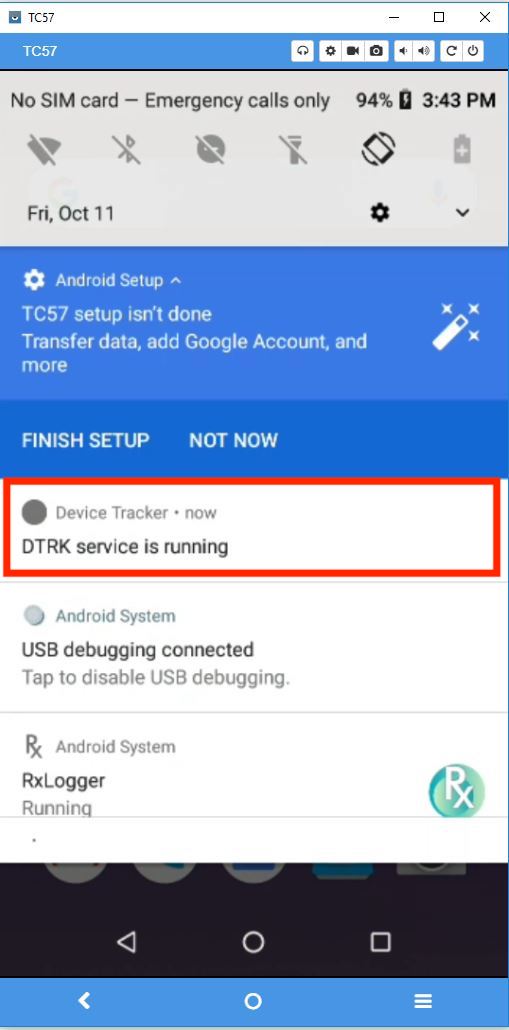 TC57
TC57
No SIM card — Emergency calls only 94% 3:43 PM
Fri, Oct 11
Android Setup
TC57 setup isn't done
Transfer data, add Google Account, and
more
FINISH SETUP NOT NOW
Device Tracker • now
DTRK service is running
Android System
USB debugging connected
Tap to disable USB debugging.
Android System
RxLogger
Running